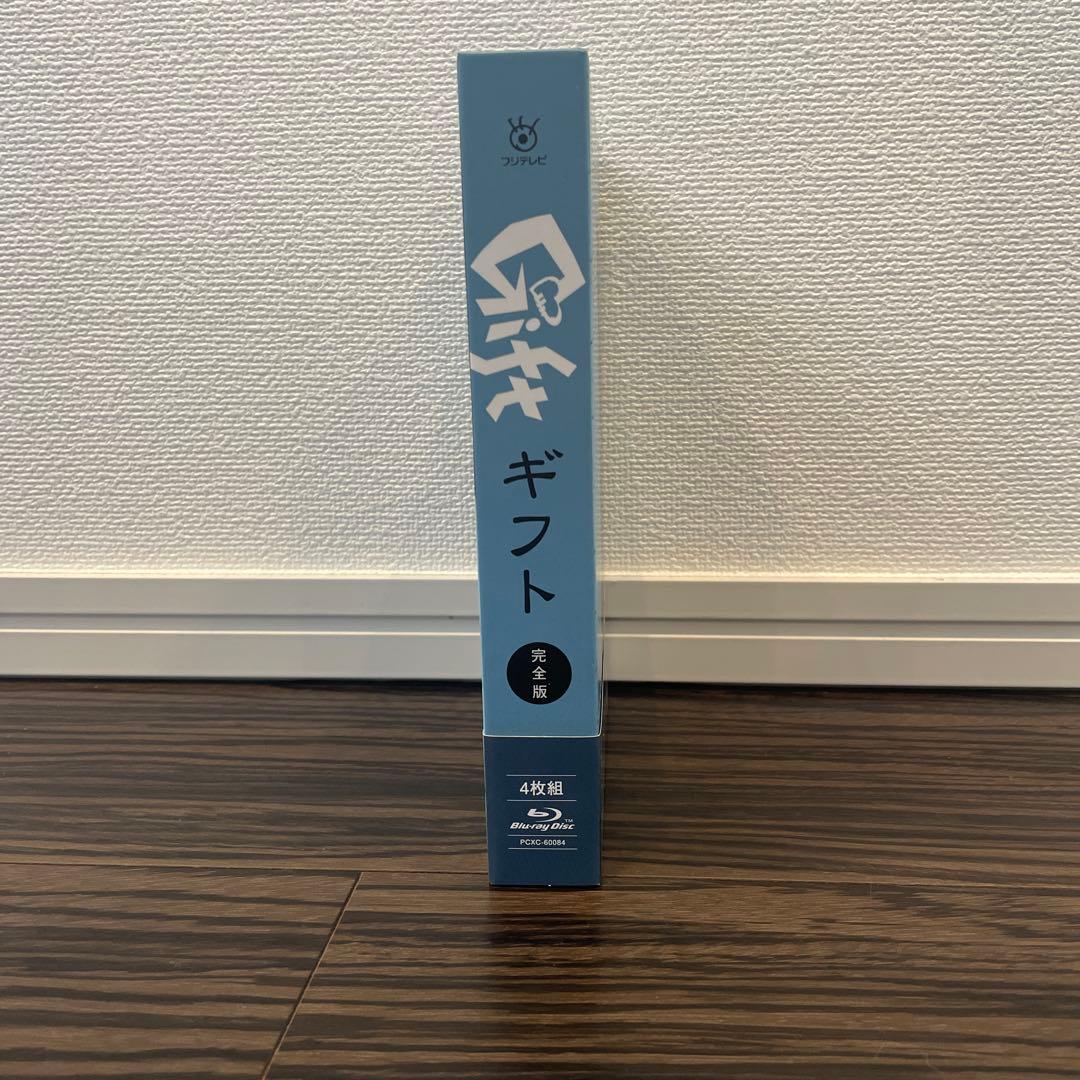 フジテレビ
Gift
ギフト
完全版
4枚組
Blu-ray Disc™
PCXC-60084